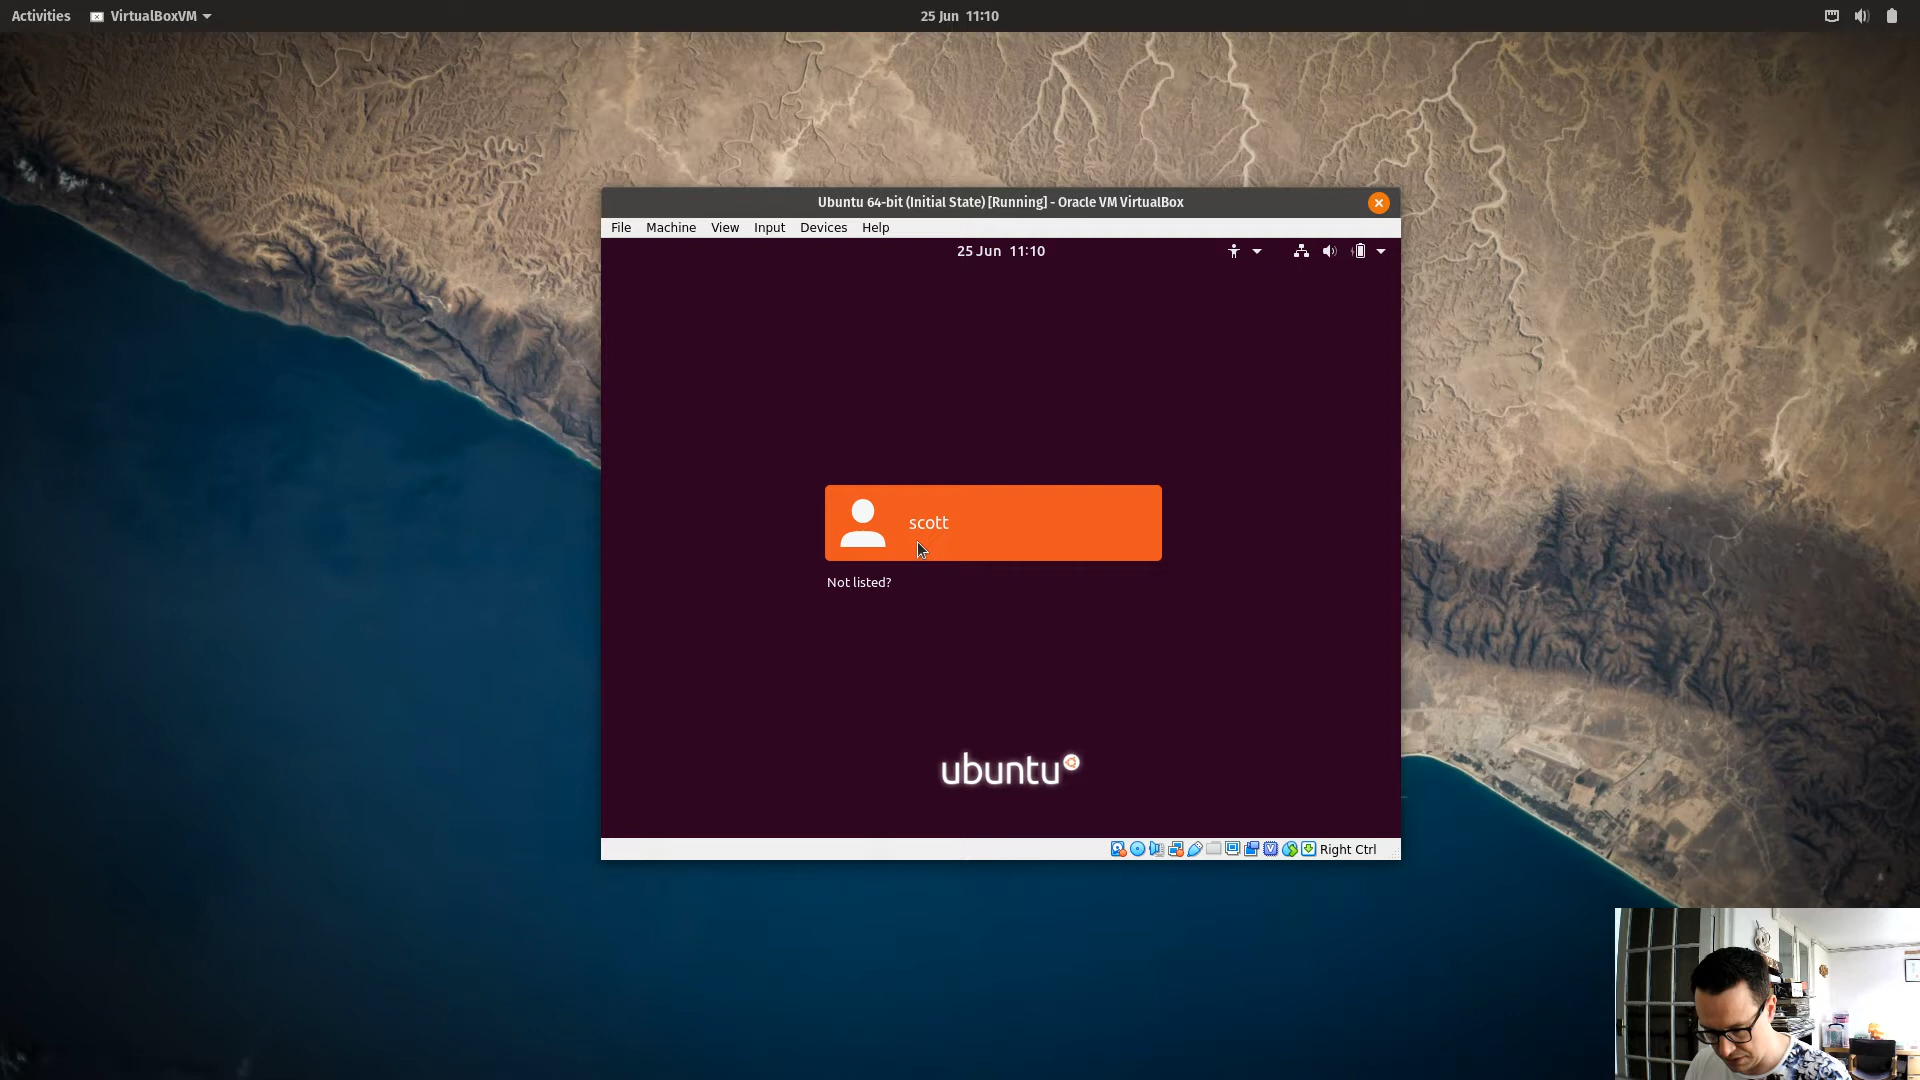 Activities VirtualBoxVM 25 Jun 11:10
Ubuntu 64-bit (Initial State) [Running] - Oracle VM VirtualBox
File Machine View Input Devices Help
25 Jun 11:10
scott
Not listed?
ubuntu
Right Ctrl